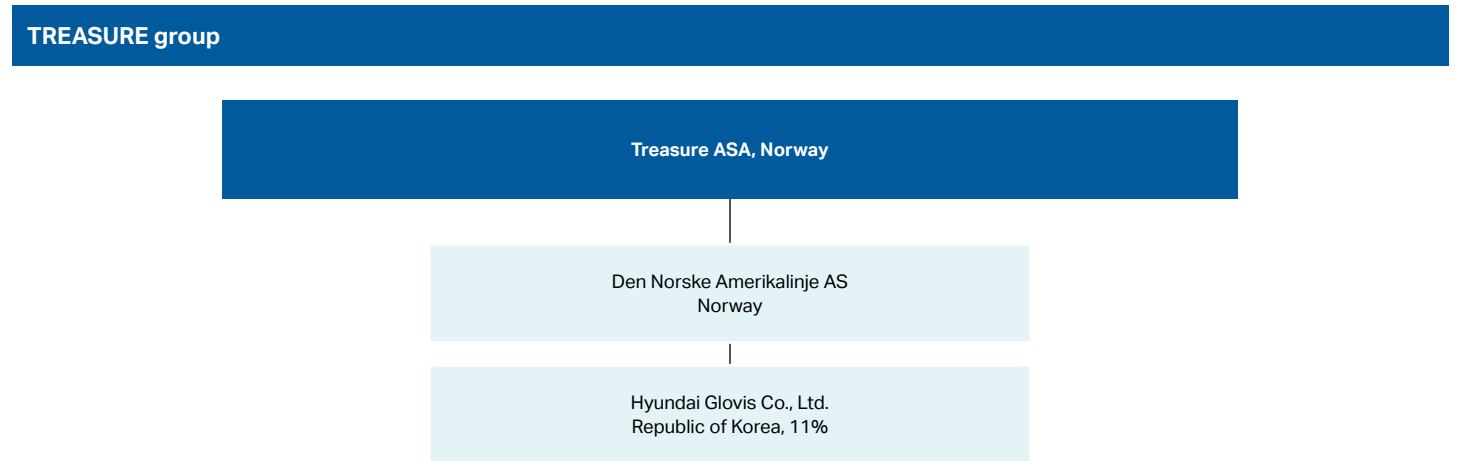 TREASURE group
Treasure ASA, Norway
Den Norske Amerikalinje AS
Norway
Hyundai Glovis Co., Ltd.
Republic of Korea, 11%